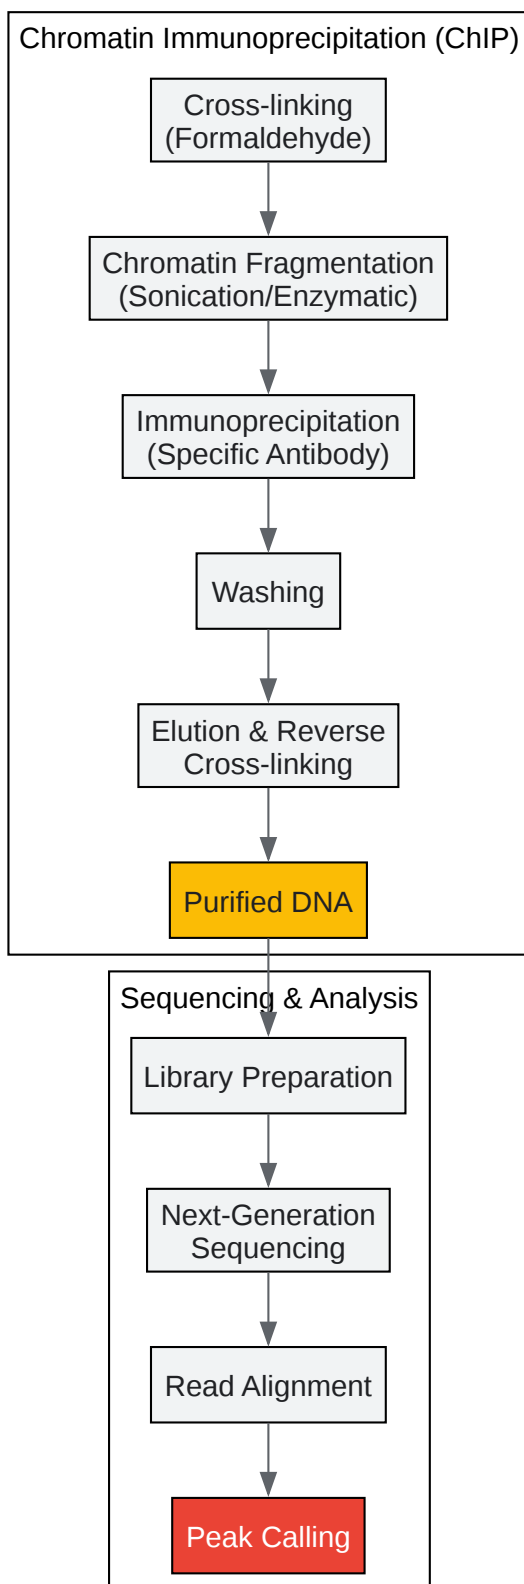 Chromatin Immunoprecipitation (ChIP)
Cross-linking
(Formaldehyde)
Chromatin Fragmentation
(Sonication/Enzymatic)
Immunoprecipitation
(Specific Antibody)
Washing
Elution & Reverse
Cross-linking
Purified DNA
Sequencing & Analysis
Library Preparation
Next-Generation
Sequencing
Read Alignment
Peak Calling